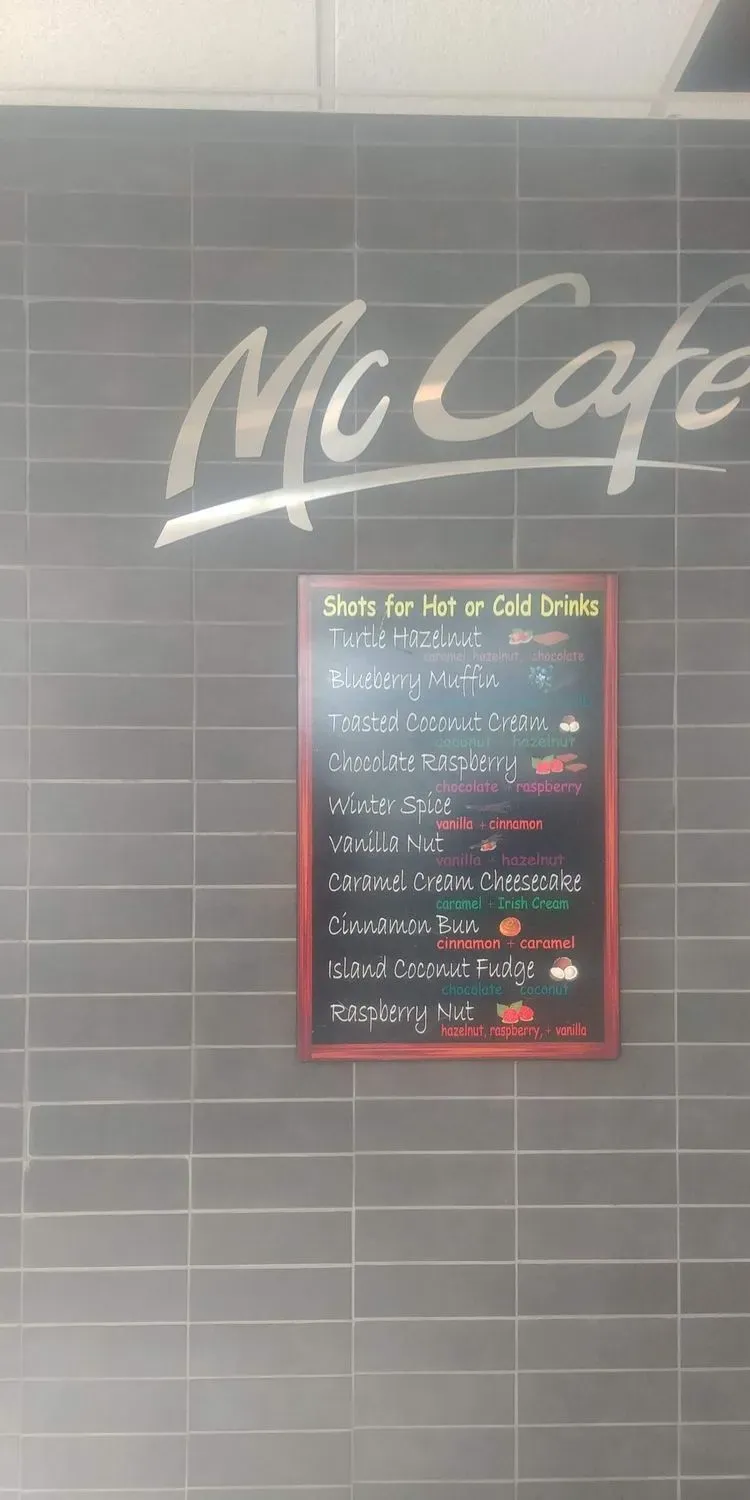 McCafe
Shots for Hot or Cold Drinks
Turtle Hazelnut
caramel, hazelnut, chocolate
Blueberry Muffin
Toasted Coconut Cream
coconut + hazelnut
Chocolate Raspberry
chocolate + raspberry
Winter Spice
vanilla + cinnamon
Vanilla Nut
vanilla + hazelnut
Caramel Cream Cheesecake
caramel + Irish Cream
Cinnamon Bun
cinnamon + caramel
Island Coconut Fudge
chocolate coconut
Raspberry Nut
hazelnut, raspberry, + vanilla